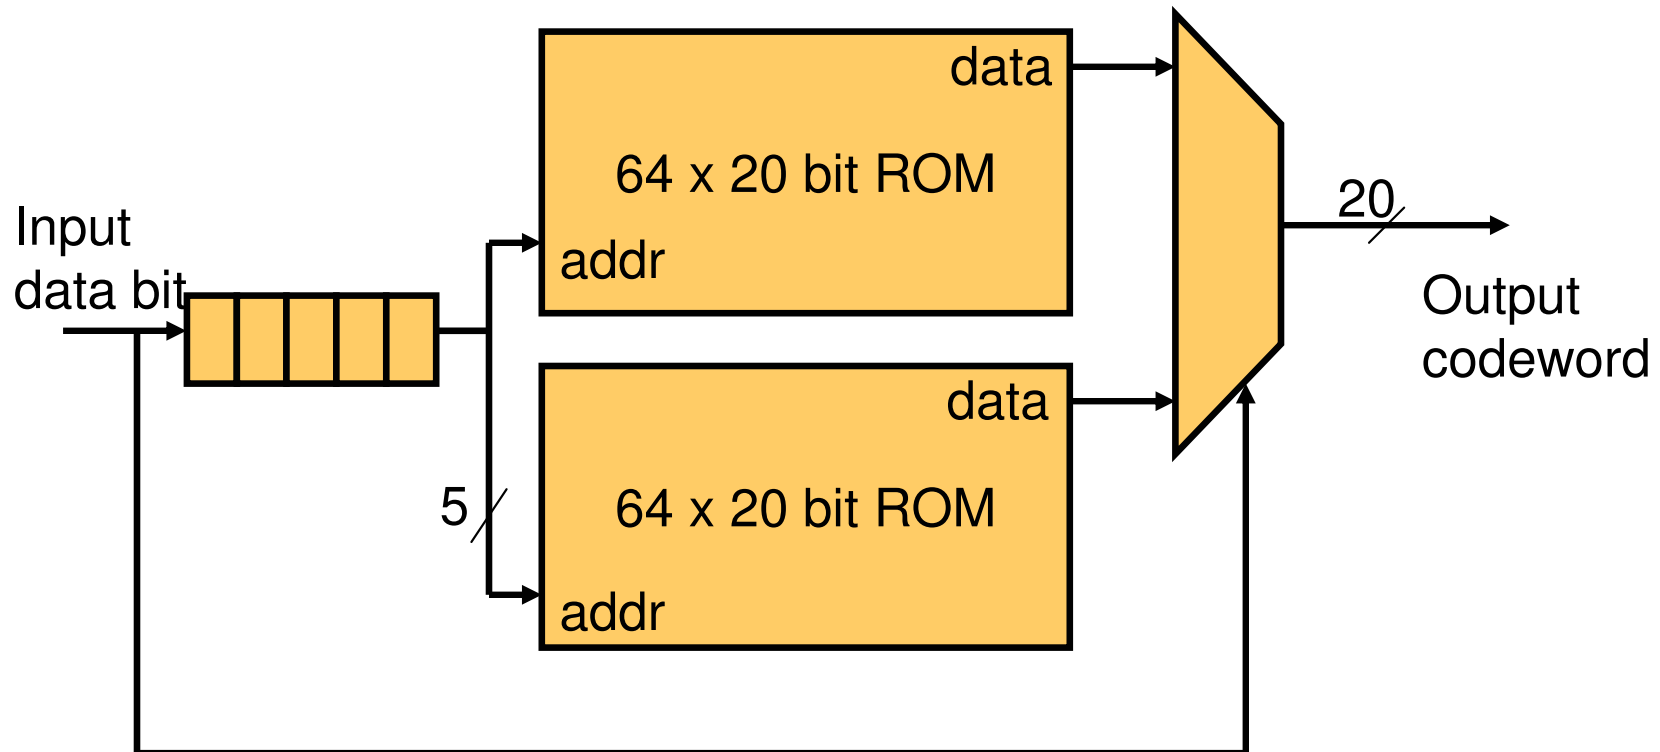 data
64 x 20 bit ROM
addr
Input
data bit
20
Output
codeword
data
5
64 x 20 bit ROM
addr